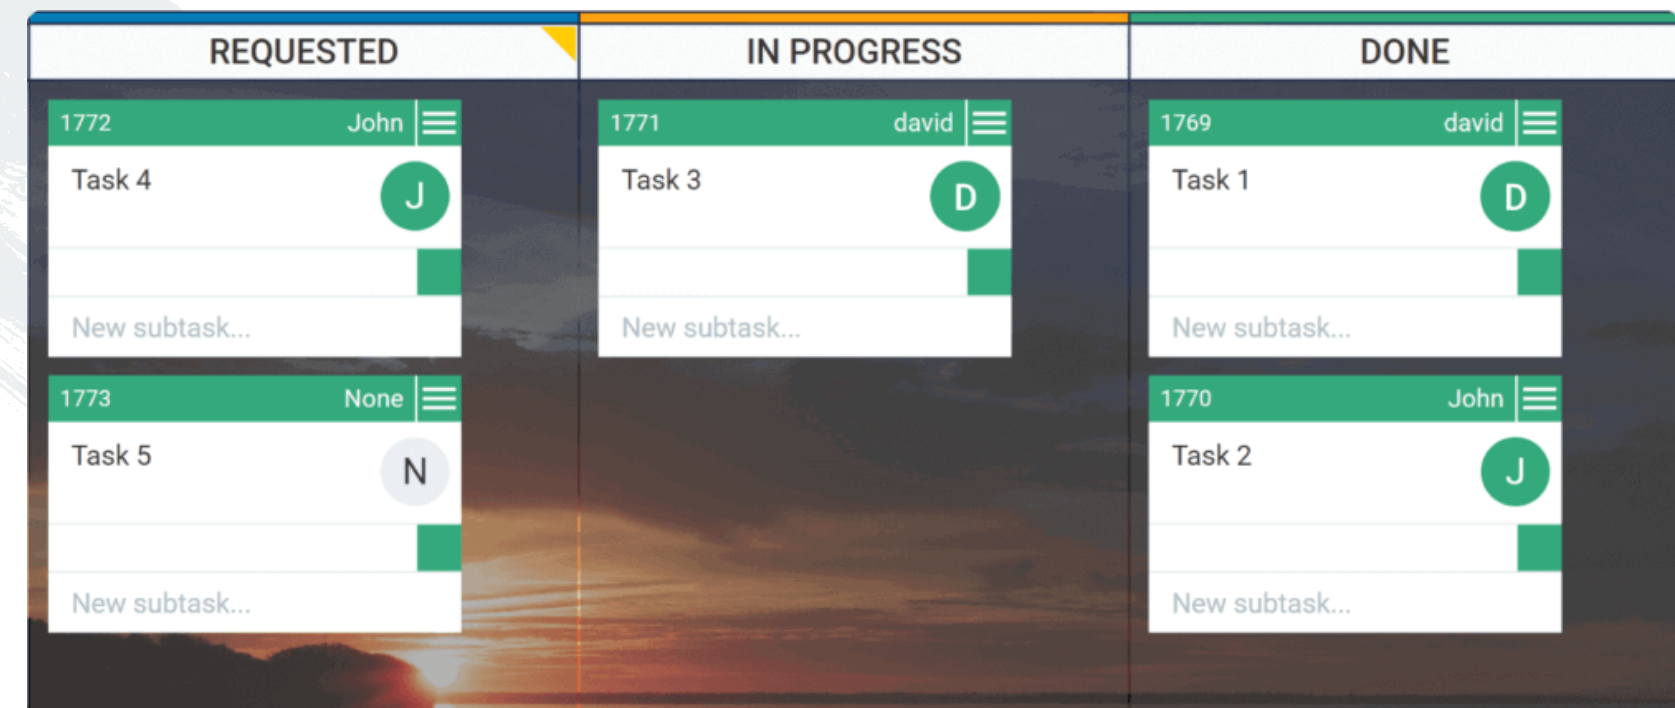 REQUESTED
1772 John
Task 4
J
New subtask...
1773 None
Task 5
N
New subtask...
IN PROGRESS
1771 david
Task 3
D
New subtask...
DONE
1769 david
Task 1
D
New subtask...
1770 John
Task 2
J
New subtask...